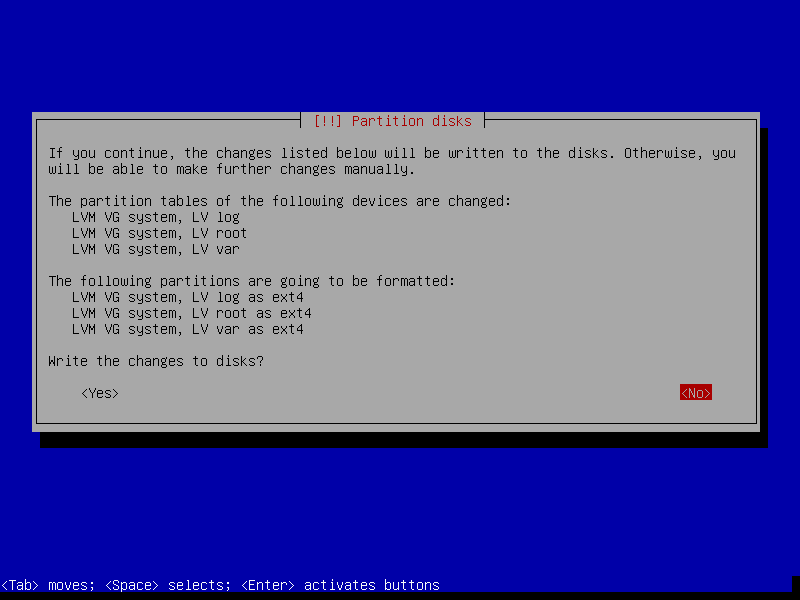 [!!] Partition disks
If you continue, the changes listed below will be written to the disks. Otherwise, you
will be able to make further changes manually.
The partition tables of the following devices are changed:
LVM VG system, LV log
LVM VG system, LV root
LVM VG system, LV var
The following partitions are going to be formatted:
LVM VG system, LV log as ext4
LVM VG system, LV root as ext4
LVM VG system, LV var as ext4
Write the changes to disks?
<Yes> <No>
<Tab> moves; <Space> selects; <Enter> activates buttons